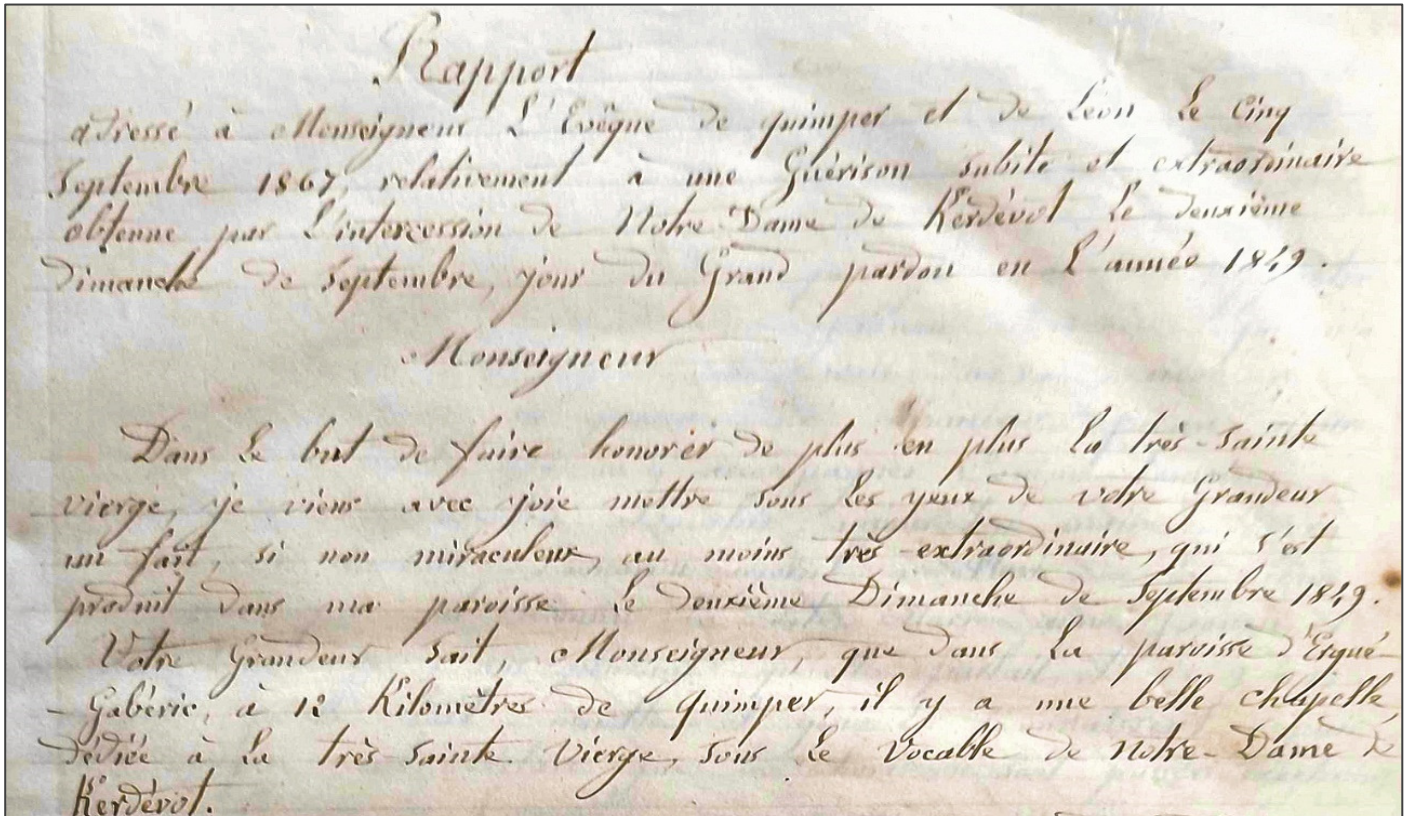 Rapport
adressé à Monseigneur L'Evêque de quimper et de Léon Le Cinq
Septembre 1867, relativement à une Guérison subite et extraordinaire
obtenue par L'intercession de Notre-Dame de Kerdévot Le deuxième
dimanche de Septembre, jour du Grand pardon en L'année 1849.
Monseigneur
Dans Le but de faire honorer de plus en plus La très-sainte
vierge, je viens avec joie mettre sous Les yeux de votre Grandeur
un fait, si non miraculeux, au moins très-extraordinaire, qui s'est
produit dans ma paroisse Le deuxième Dimanche de Septembre 1849.
Votre Grandeur sait, Monseigneur, que dans La paroisse d'Ergué-
-Gabéric, à 12 Kilomètres de quimper, il y a une belle chapelle,
dédiée à La très-sainte Vierge, sous Le Vocable de Notre-Dame de
Kerdévot.